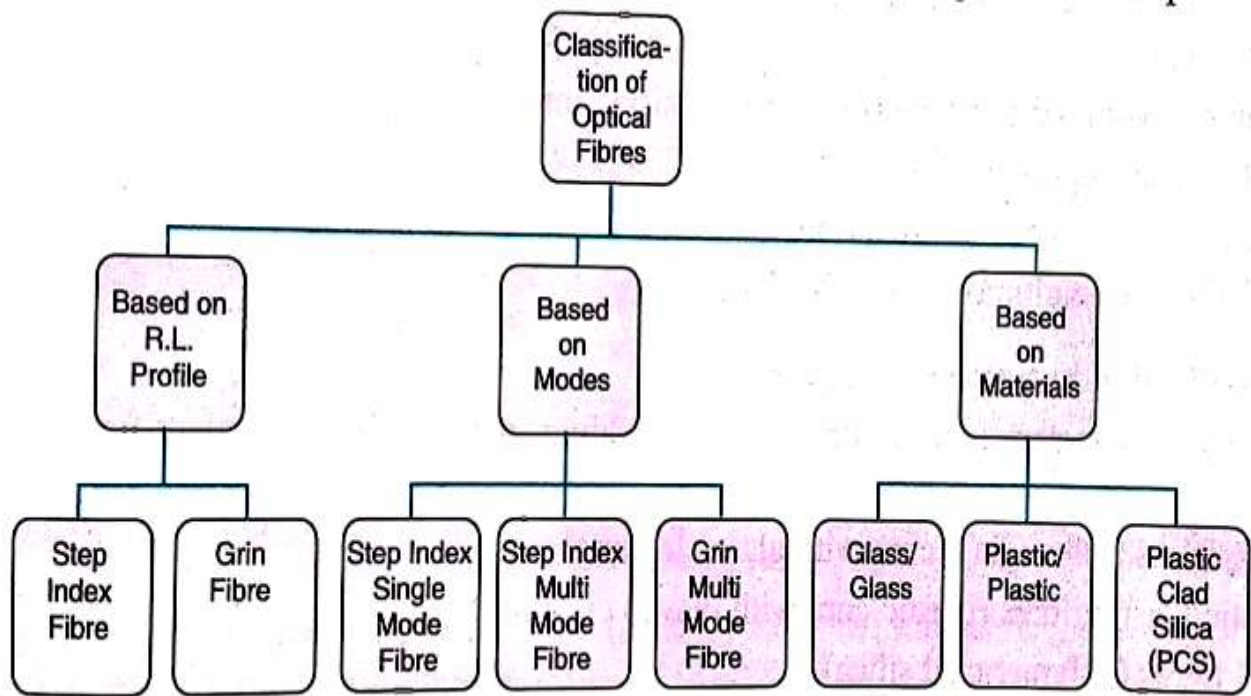 Classifica-
tion of
Optical
Fibres
Based on
R.L.
Profile
Based
on
Modes
Based
on
Materials
Step
Index
Fibre
Grin
Fibre
Step Index
Single
Mode
Fibre
Step Index
Multi
Mode
Fibre
Grin
Multi
Mode
Fibre
Glass/
Glass
Plastic/
Plastic
Plastic
Clad
Silica
(PCS)